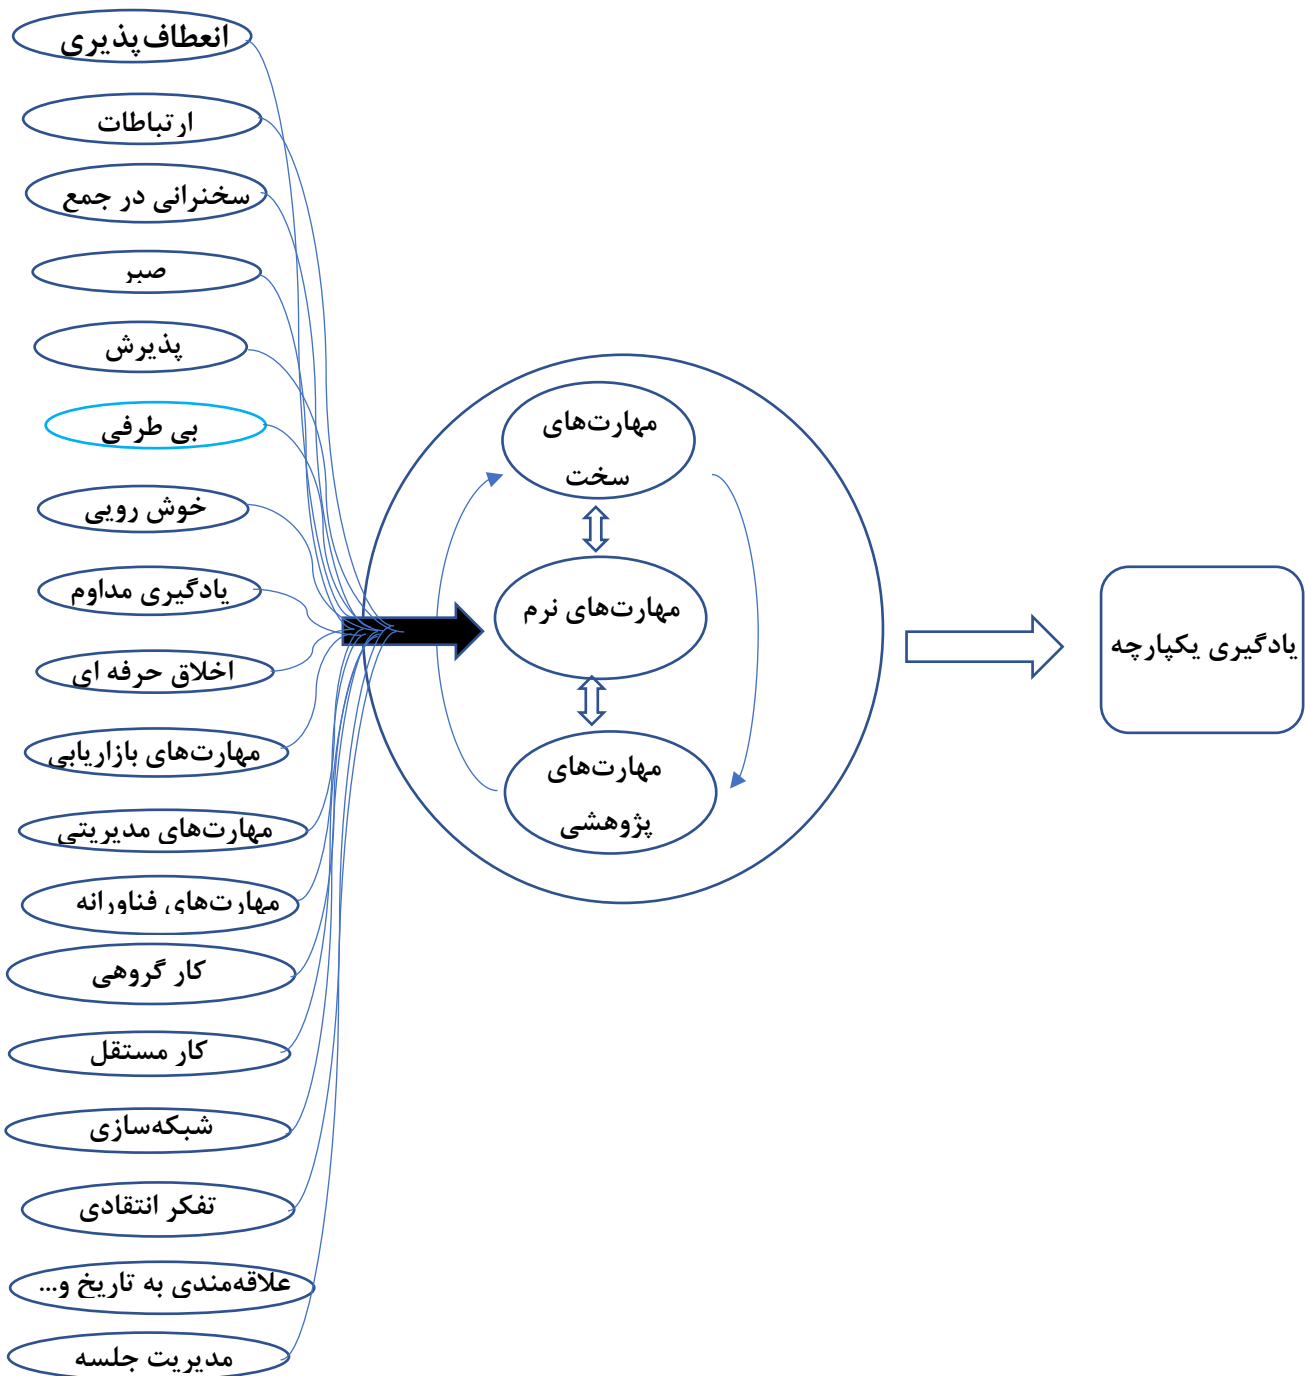 انعطاف‌پذیری
ارتباطات
سخنرانی در جمع
صبر
پذیرش
بی طرفی
خوش رویی
یادگیری مداوم
اخلاق حرفه ای
مهارت‌های بازاریابی
مهارت‌های مدیریتی
مهارت‌های فناورانه
کار گروهی
کار مستقل
شبکه‌سازی
تفکر انتقادی
علاقه‌مندی به تاریخ و...
مدیریت جلسه
مهارت‌های
سخت
مهارت‌های نرم
مهارت‌های
پژوهشی
یادگیری یکپارچه